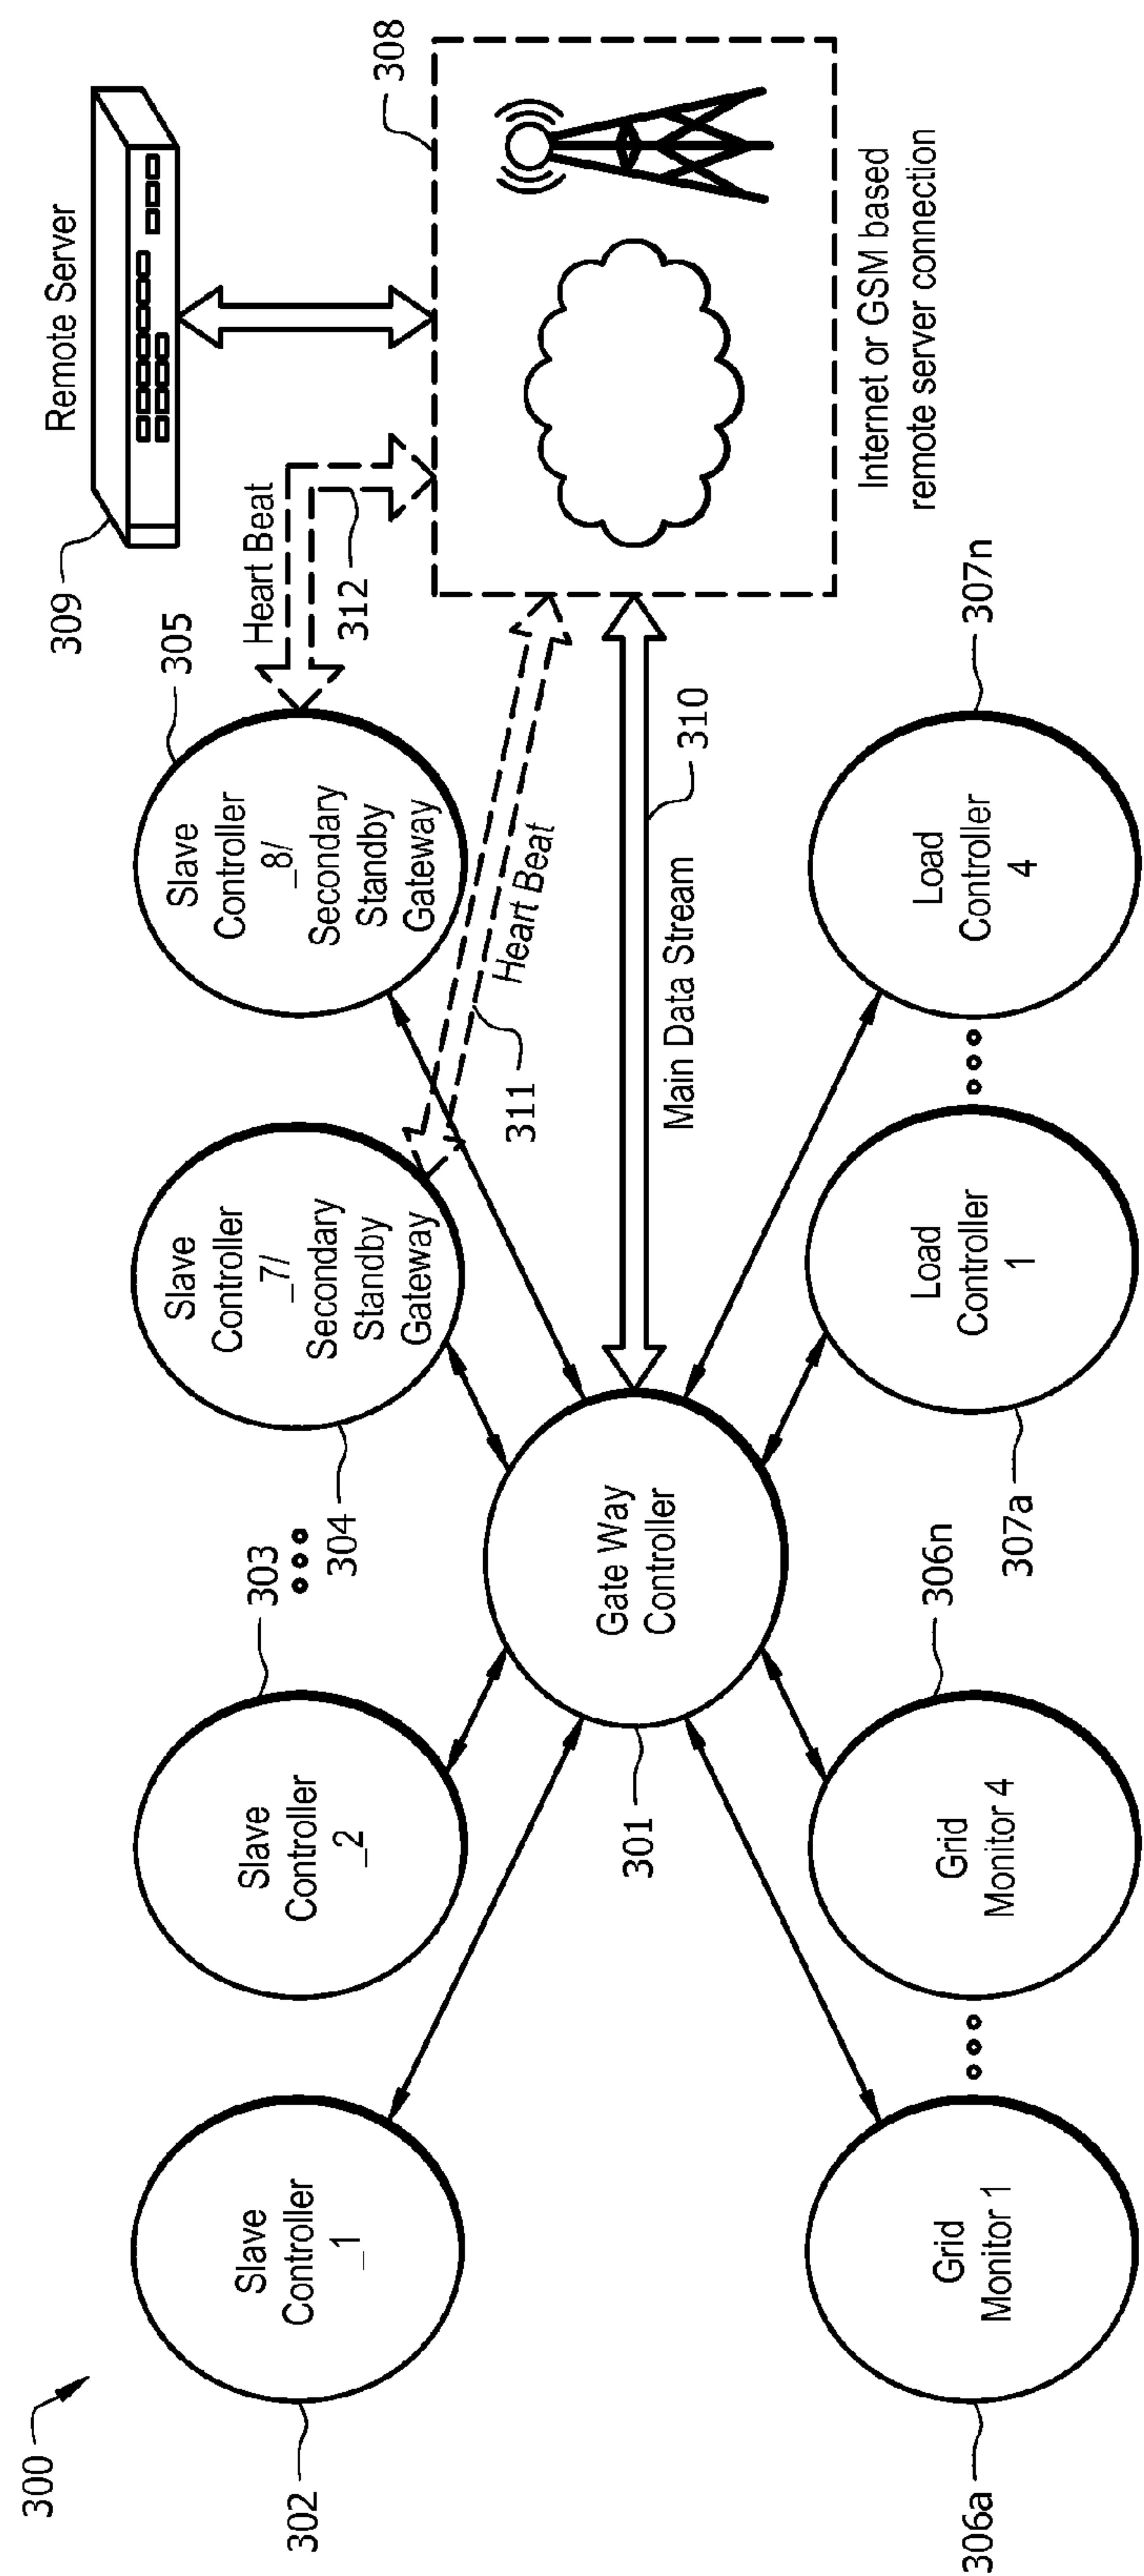 300
302
Slave
Controller
_1
303
Slave
Controller
_2
304
Slave
Controller
_7/
Secondary
Standby
Gateway
305
Slave
Controller
_8/
Secondary
Standby
Gateway
309
Remote Server
Heart Beat
312
308
Internet or GSM based
remote server connection
Heart Beat
311
310
Main Data Stream
301
Gate Way
Controller
306a
Grid
Monitor 1
306n
Grid
Monitor 4
307a
Load
Controller
1
307n
Load
Controller
4